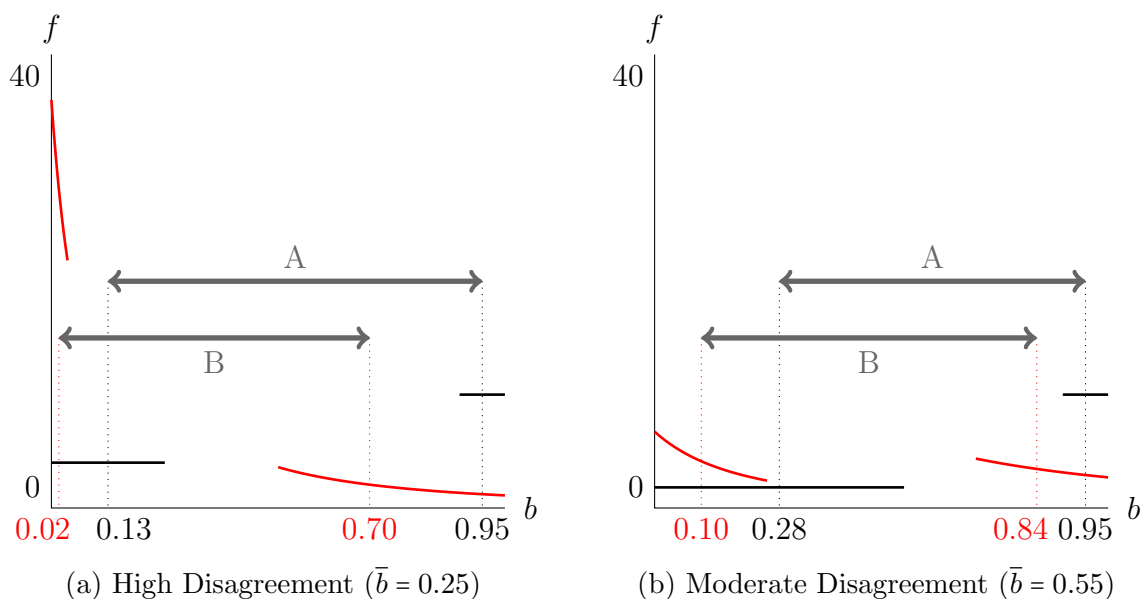 f
40
A
B
0
b
0.02 0.13 0.70 0.95
(a) High Disagreement (b̄ = 0.25)
f
40
A
B
0
b
0.10 0.28 0.84 0.95
(b) Moderate Disagreement (b̄ = 0.55)